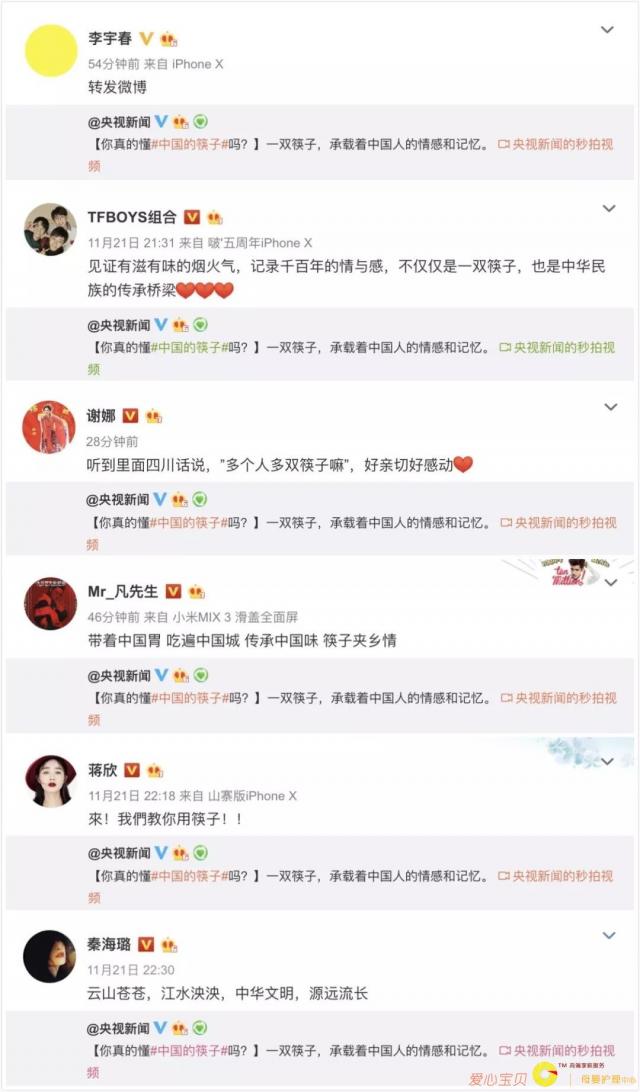 李宇春
54分钟前 来自 iPhone X
转发微博
@央视新闻
【你真的懂#中国的筷子#吗？】一双筷子，承载着中国人的情感和记忆。 央视新闻的秒拍视
频
TFBOYS组合
11月21日 21:31 来自 啵'五周年iPhone X
见证有滋有味的烟火气，记录千百年的情与感，不仅仅是一双筷子，也是中华民
族的传承桥梁❤❤❤
@央视新闻
【你真的懂#中国的筷子#吗？】一双筷子，承载着中国人的情感和记忆。 央视新闻的秒拍视
频
谢娜
28分钟前
听到里面四川话说，"多个人多双筷子嘛"，好亲切好感动❤
@央视新闻
【你真的懂#中国的筷子#吗？】一双筷子，承载着中国人的情感和记忆。 央视新闻的秒拍视
频
Mr_凡先生
46分钟前 来自 小米MIX 3 滑盖全面屏
带着中国胃 吃遍中国城 传承中国味 筷子夹乡情
@央视新闻
【你真的懂#中国的筷子#吗？】一双筷子，承载着中国人的情感和记忆。 央视新闻的秒拍视
频
蒋欣
11月21日 22:18 来自 山寨版iPhone X
來！我們教你用筷子！！
@央视新闻
【你真的懂#中国的筷子#吗？】一双筷子，承载着中国人的情感和记忆。 央视新闻的秒拍视
频
秦海璐
11月21日 22:30
云山苍苍，江水泱泱，中华文明，源远流长
@央视新闻
【你真的懂#中国的筷子#吗？】一双筷子，承载着中国人的情感和记忆。 央视新闻的秒拍视
频
爱心宝贝
TM 高端家庭服务
母婴护理中心